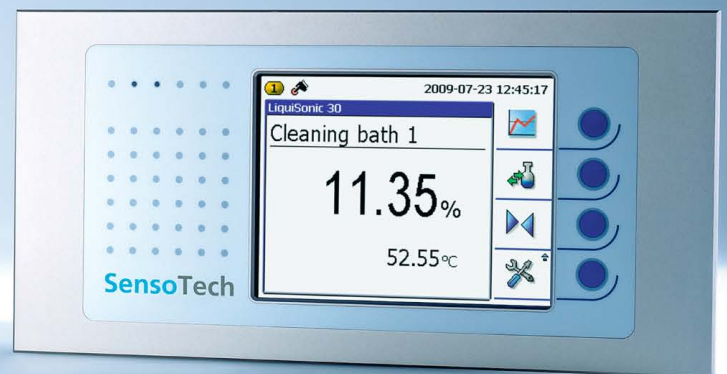 1 2009-07-23 12:45:17
LiquiSonic 30
Cleaning bath 1
11.35%
52.55°C
SensoTech